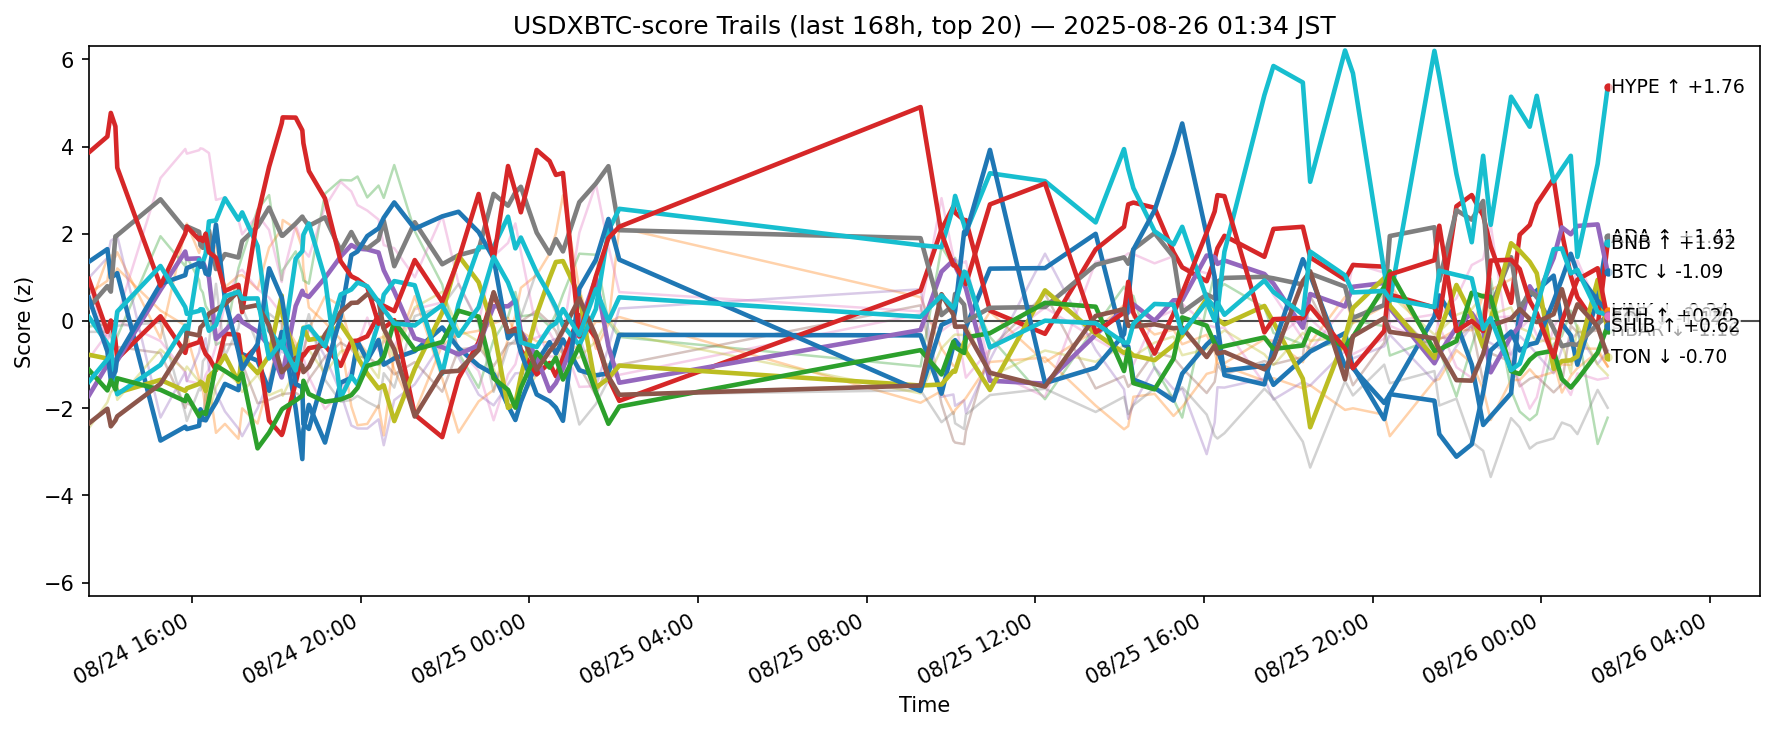 USDXBTC-score Trails (last 168h, top 20) — 2025-08-26 01:34 JST
Score (z)
6
4
2
0
−2
−4
−6
HYPE ↑ +1.76
ADA ↑ +1.41
BNB ↑ +1.92
BTC ↓ -1.09
SHIB ↑ +0.62
TON ↓ -0.70
08/24 16:00
08/24 20:00
08/25 00:00
08/25 04:00
08/25 08:00
08/25 12:00
08/25 16:00
08/25 20:00
08/26 00:00
08/26 04:00
Time